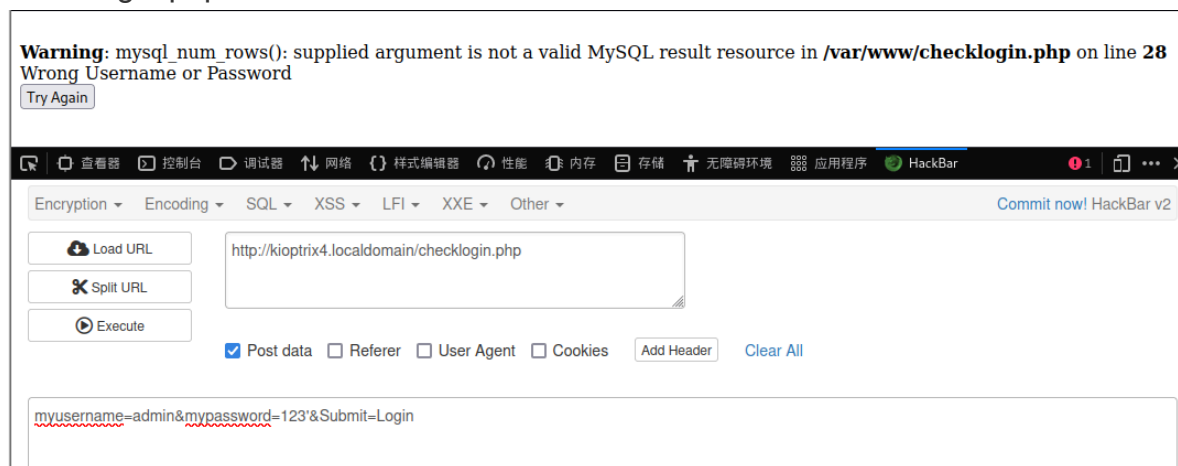 Warning: mysql_num_rows(): supplied argument is not a valid MySQL result resource in /var/www/checklogin.php on line 28
Wrong Username or Password
Try Again
查看器 控制台 调试器 网络 {} 样式编辑器 性能 内存 存储 无障碍环境 应用程序 HackBar 1
Encryption Encoding SQL XSS LFI XXE Other Commit now! HackBar v2
Load URL http://kioptrix4.localdomain/checklogin.php
Split URL
Execute
Post data Referer User Agent Cookies Add Header Clear All
myusername=admin&mypassword=123'&Submit=Login